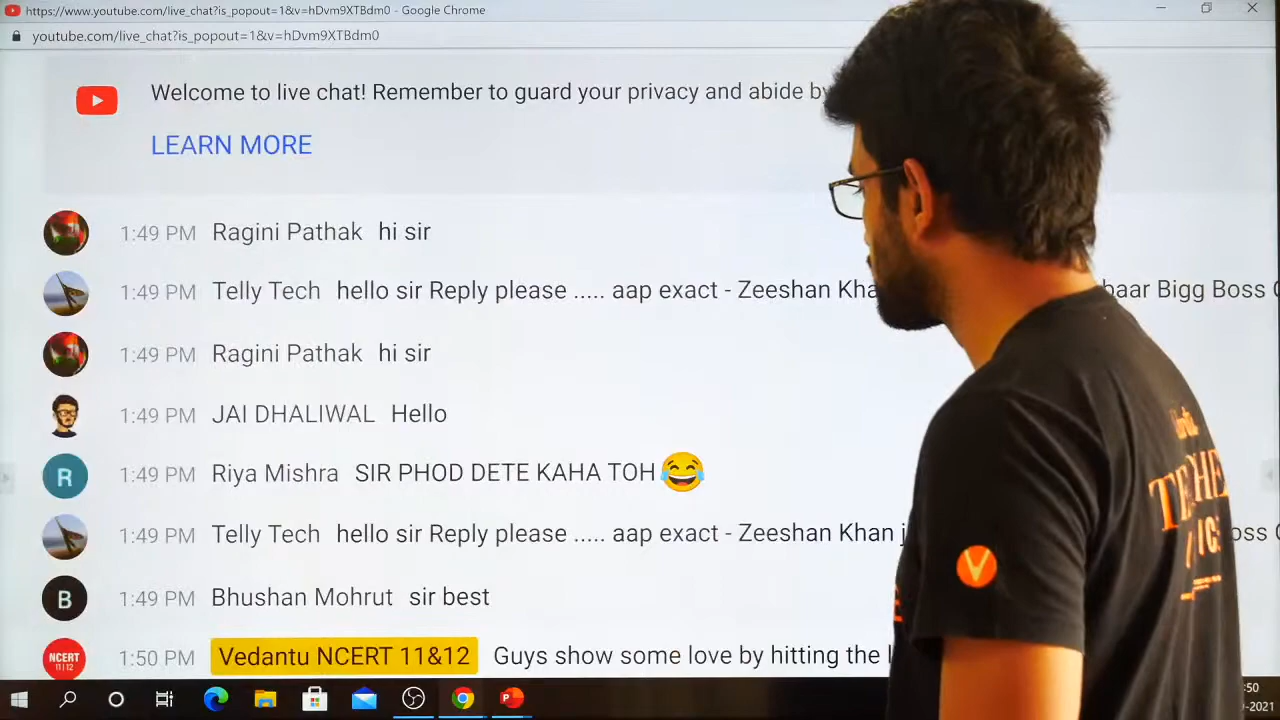 https://www.youtube.com/live_chat?is_popout=1&v=hDvm9XTBdm0 - Google Chrome
youtube.com/live_chat?is_popout=1&v=hDvm9XTBdm0
Welcome to live chat! Remember to guard your privacy and abide by
LEARN MORE
1:49 PM Ragini Pathak hi sir
1:49 PM Telly Tech hello sir Reply please ..... aap exact - Zeeshan Kha baar Bigg Boss
1:49 PM Ragini Pathak hi sir
1:49 PM JAI DHALIWAL Hello
R 1:49 PM Riya Mishra SIR PHOD DETE KAHA TOH😂
1:49 PM Telly Tech hello sir Reply please ..... aap exact - Zeeshan Khan j oss
B 1:49 PM Bhushan Mohrut sir best
NCERT 11|12 1:50 PM Vedantu NCERT 11&12 Guys show some love by hitting the l
V
:50
-2021